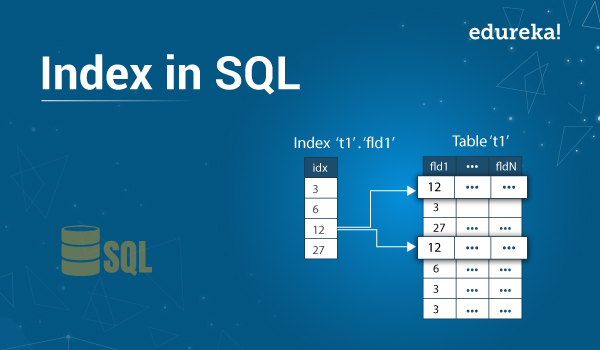 edureka!
Index in SQL
Index ‘t1’.‘fld1’
idx
3
6
12
27
Table ‘t1’
fld1 ••• fldN
12 ••• •••
3
27 ••• •••
12 ••• •••
6 ••• •••
3 ••• •••
3 ••• •••
SQL